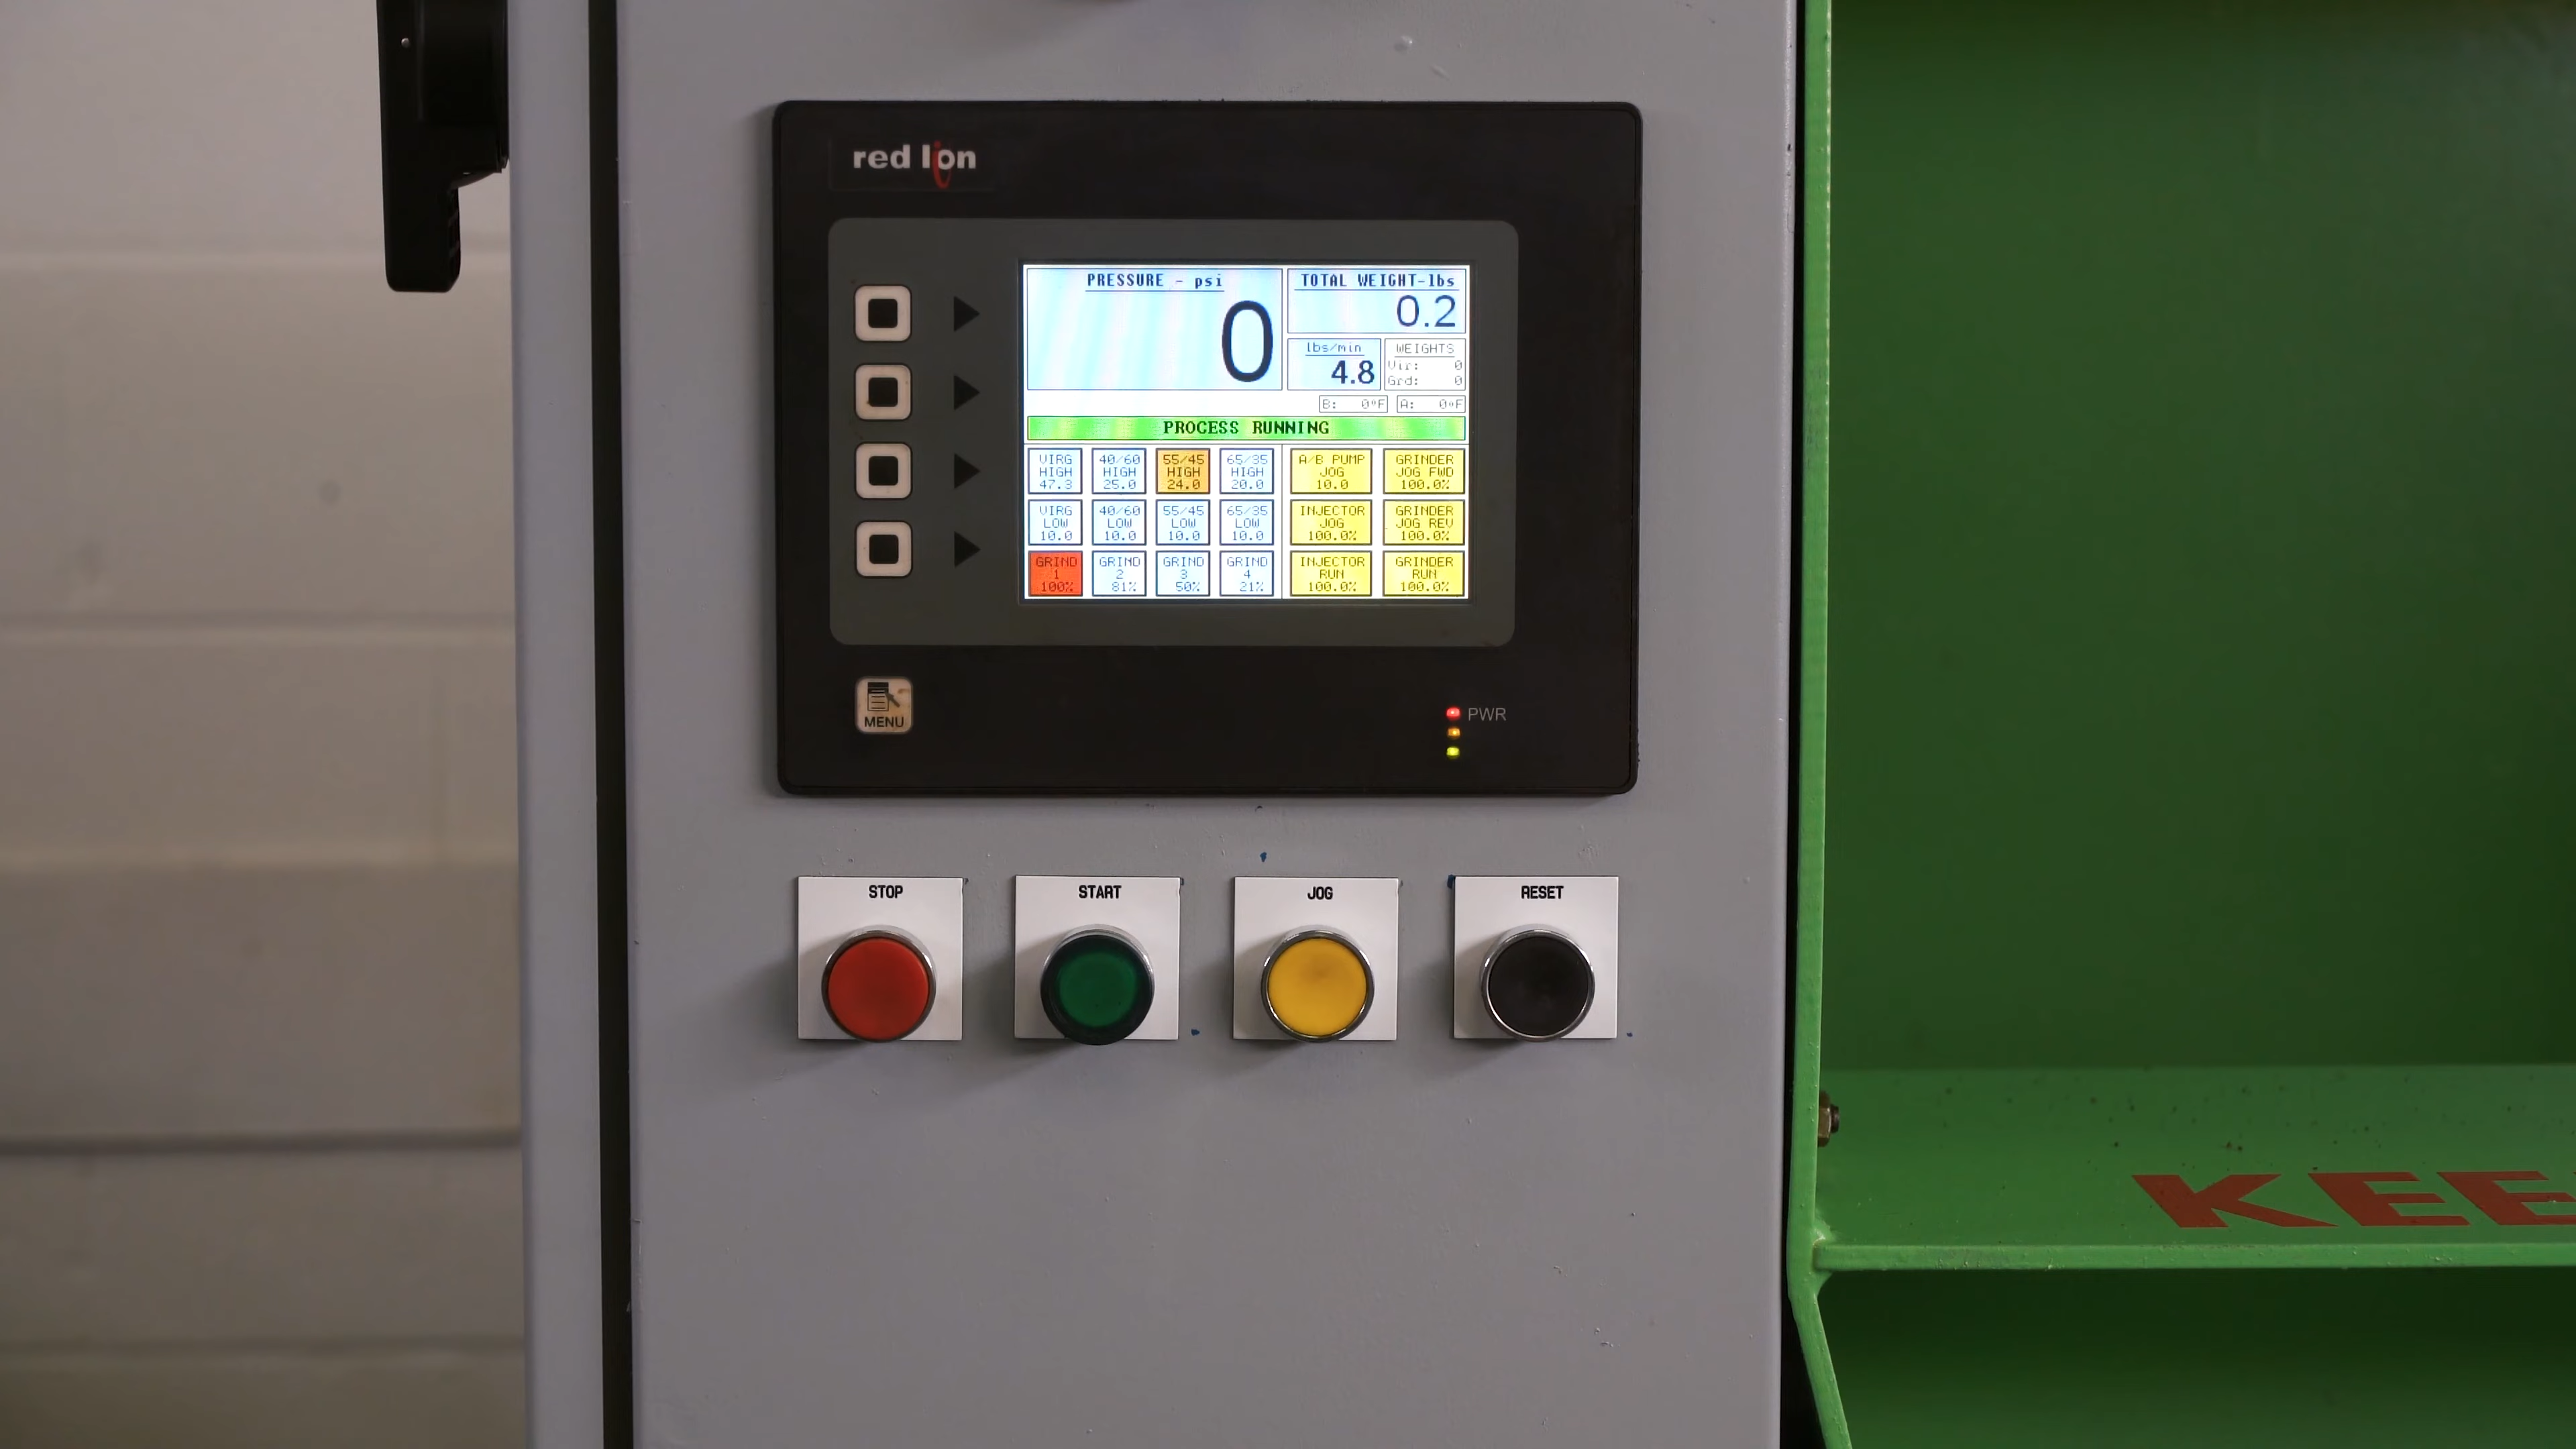 red lion
PRESSURE - psi
0
TOTAL WEIGHT-lbs
0.2
lbs/min
4.8
WEIGHTS
Vir: 0
Grd: 0
B: 0°F
A: 0°F
PROCESS RUNNING
VIRG
HIGH
47.3
40/60
HIGH
25.0
55/45
HIGH
24.0
65/35
HIGH
20.0
A/B PUMP
JOG
10.0
GRINDER
JOG FWD
100.0%
VIRG
LOW
10.0
40/60
LOW
10.0
55/45
LOW
10.0
65/35
LOW
10.0
INJECTOR
JOG
100.0%
GRINDER
JOG REV
100.0%
GRIND
1
100%
GRIND
2
81%
GRIND
3
50%
GRIND
4
21%
INJECTOR
RUN
100.0%
GRINDER
RUN
100.0%
MENU
PWR
STOP
START
JOG
RESET
KEE